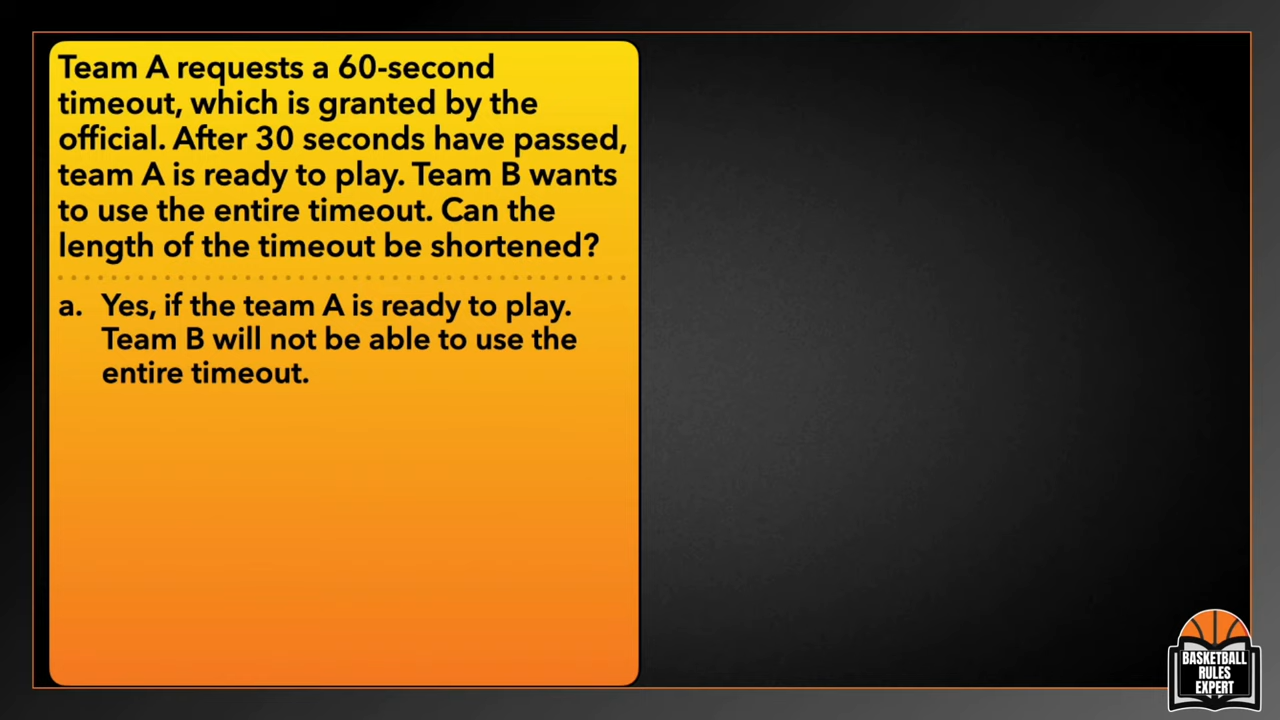 Team A requests a 60-second
timeout, which is granted by the
official. After 30 seconds have passed,
team A is ready to play. Team B wants
to use the entire timeout. Can the
length of the timeout be shortened?
a. Yes, if the team A is ready to play.
Team B will not be able to use the
entire timeout.
BASKETBALL
RULES
EXPERT